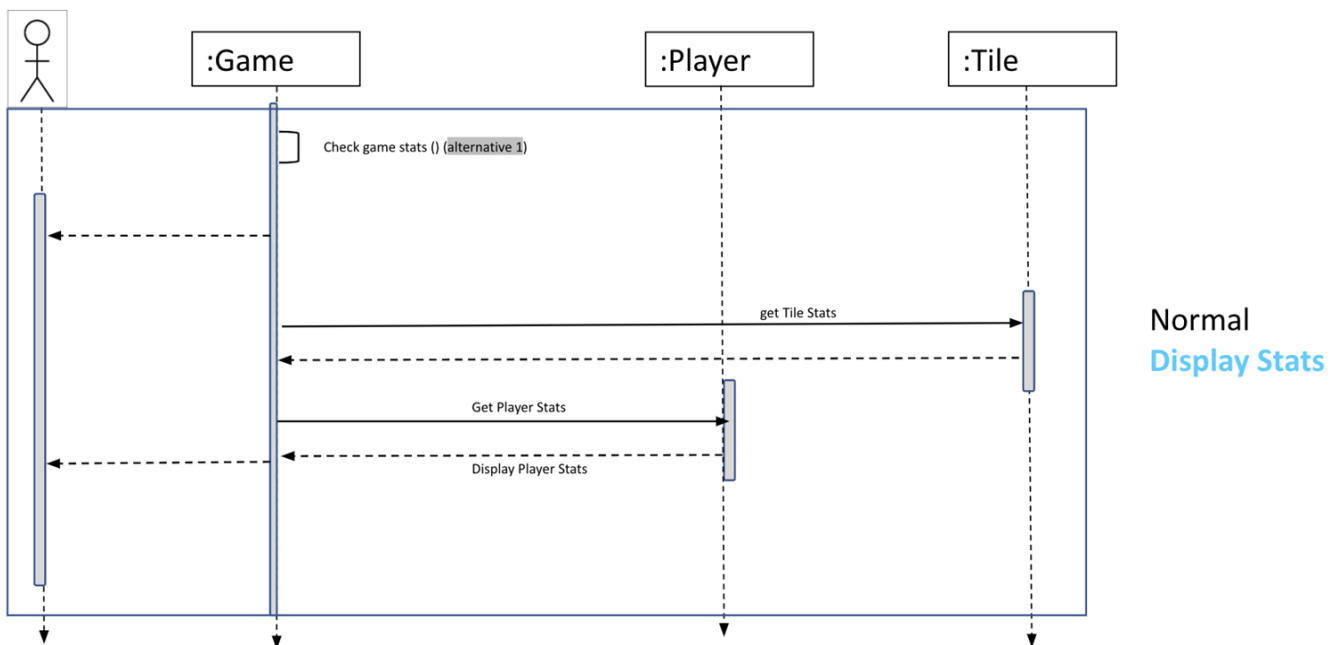 :Game
:Player
:Tile
Check game stats () (alternative 1)
get Tile Stats
Normal
Display Stats
Get Player Stats
Display Player Stats